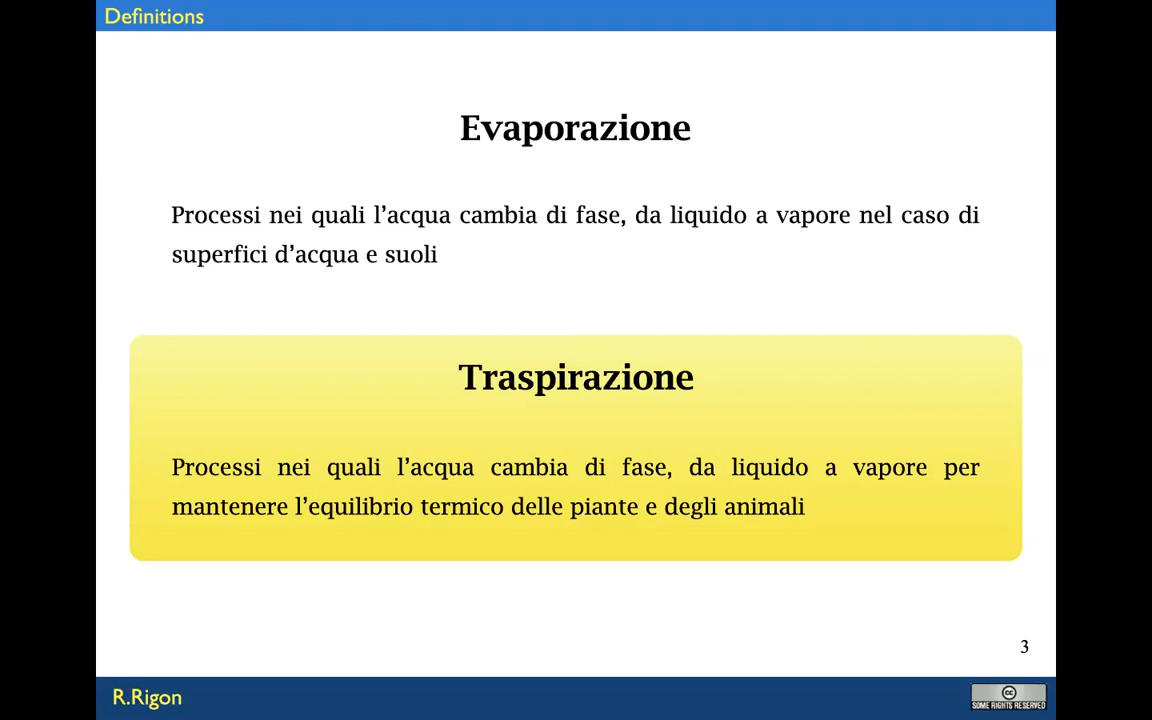 Definitions
Evaporazione
Processi nei quali l’acqua cambia di fase, da liquido a vapore nel caso di
superfici d’acqua e suoli
Traspirazione
Processi nei quali l’acqua cambia di fase, da liquido a vapore per
mantenere l’equilibrio termico delle piante e degli animali
3
R.Rigon
cc
SOME RIGHTS RESERVED